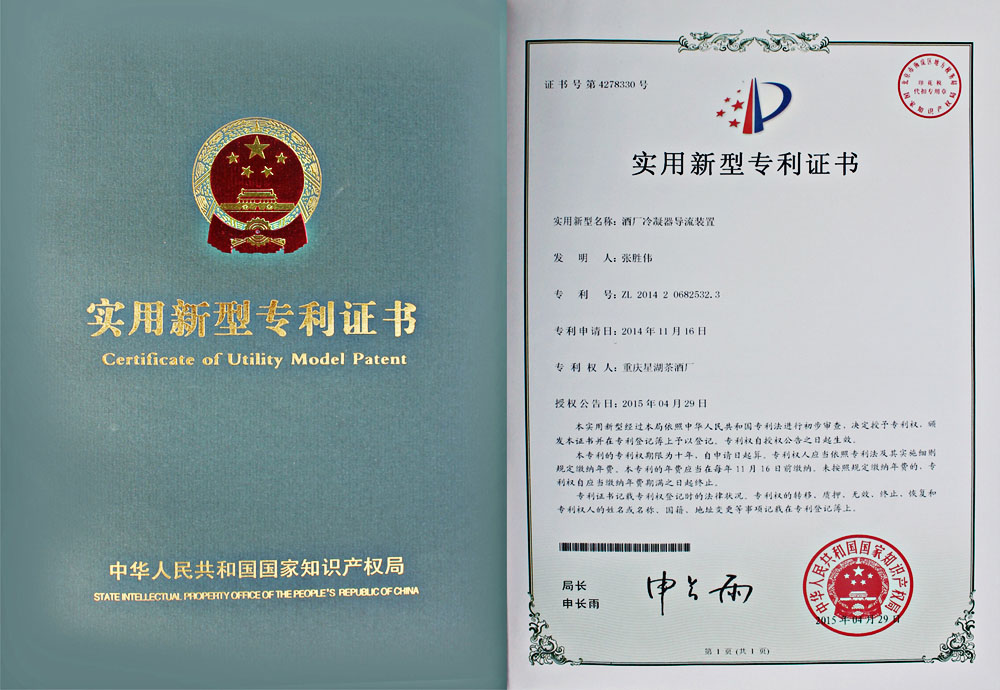 实用新型专利证书
Certificate of Utility Model Patent
中华人民共和国国家知识产权局
STATE INTELLECTUAL PROPERTY OFFICE OF THE PEOPLE'S REPUBLIC OF CHINA
证书号第4278330号
印花税
代扣专用章
国家知识产权局
实用新型专利证书
实用新型名称：酒厂冷凝器导流装置
发明人：张胜伟
专利号：ZL 2014 2 0682532.3
专利申请日：2014年11月16日
专利权人：重庆星湖茶酒厂
授权公告日：2015年04月29日
本实用新型经过本局依照中华人民共和国专利法进行初步审查，决定授予专利权，颁
发本证书并在专利登记簿上予以登记。专利权自授权公告之日起生效。
本专利的专利权期限为十年，自申请日起算。专利权人应当依照专利法及其实施细则
规定缴纳年费。本专利的年费应当在每年11月16日前缴纳。未按照规定缴纳年费的，专
利权自应当缴纳年费期满之日起终止。
专利证书记载专利权登记时的法律状况。专利权的转移、质押、无效、终止、恢复和
专利权人的姓名或名称、国籍、地址变更等事项记载在专利登记簿上。
局长
申长雨
申长雨
中华人民共和国国家知识产权局
2015年04月29日
第1页(共1页)